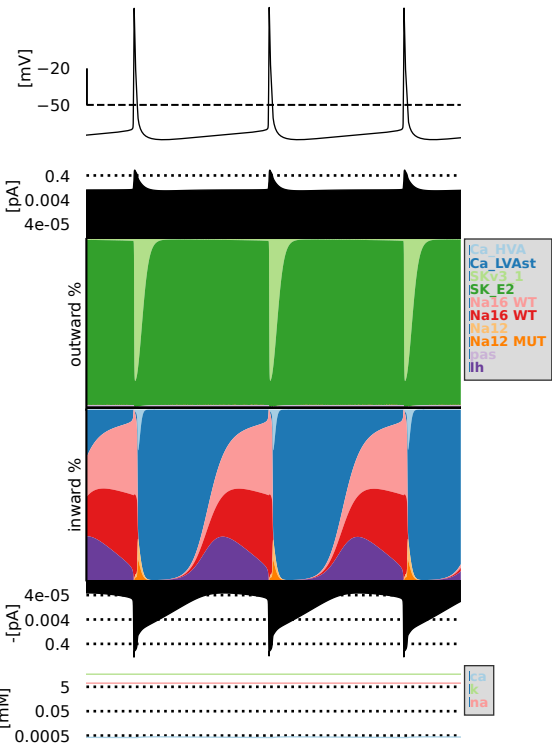 [mV]
−20
−50
[pA]
0.4
0.004
4e-05
outward %
Ca_HVA
Ca_LVAst
SKv3_1
SK_E2
Na16 WT
Na16 WT
Na12
Na12 MUT
pas
Ih
inward %
-[pA]
4e-05
0.004
0.4
[mM]
5
0.05
0.0005
ca
k
na